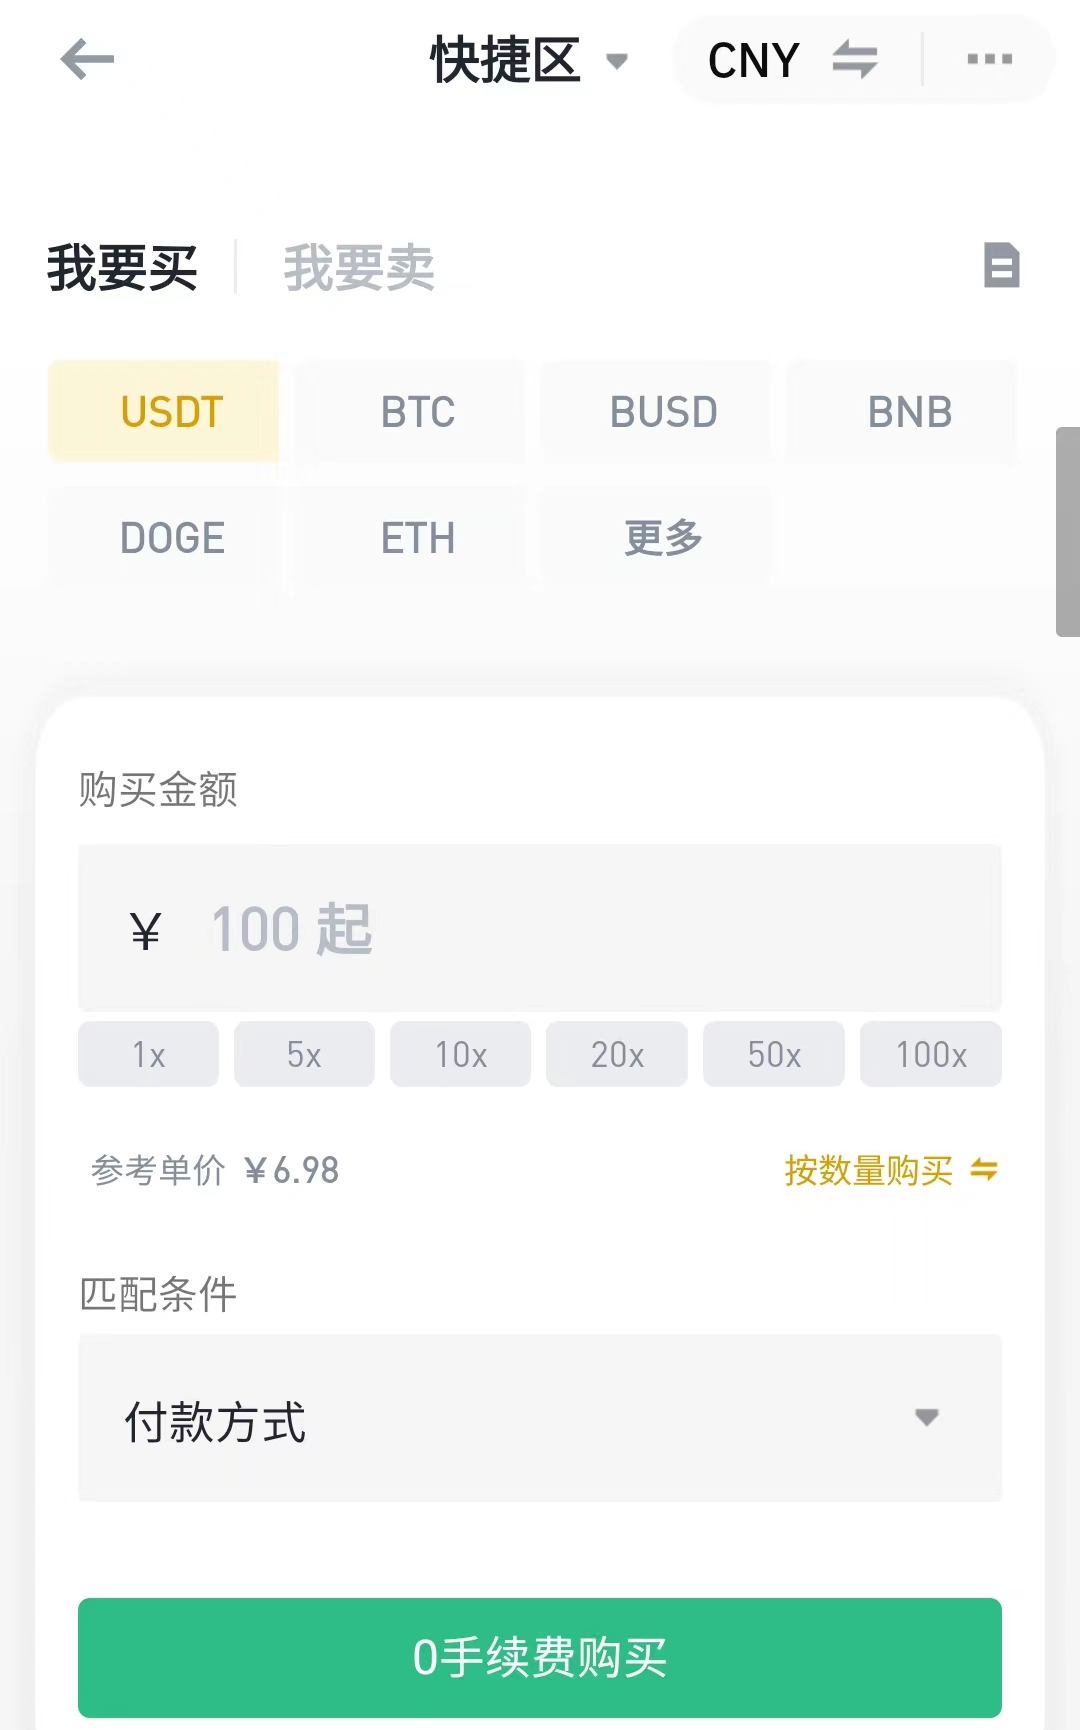 快捷区 CNY
我要买 我要卖
USDT BTC BUSD BNB
DOGE ETH 更多
购买金额
¥ 100 起
1x 5x 10x 20x 50x 100x
参考单价 ¥6.98 按数量购买
匹配条件
付款方式
0手续费购买